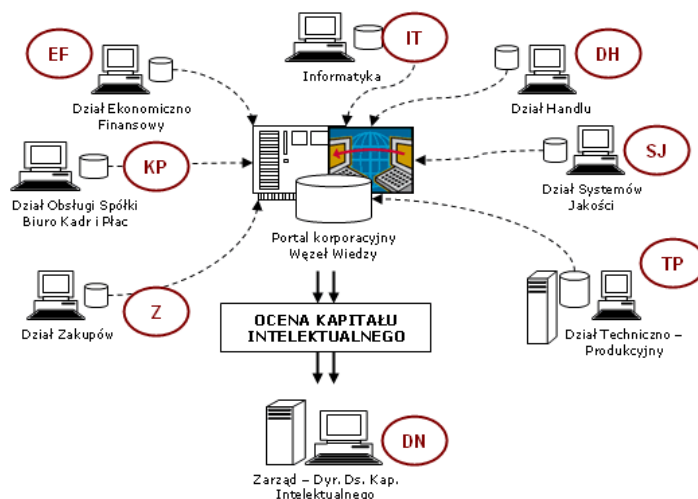 EF
Dział Ekonomiczno
Finansowy
IT
Informatyka
DH
Dział Handlu
KP
Dział Obsługi Spółki
Biuro Kadr i Płac
SJ
Dział Systemów
Jakości
Portal korporacyjny
Węzeł Wiedzy
Z
Dział Zakupów
TP
Dział Techniczno –
Produkcyjny
OCENA KAPITAŁU
INTELEKTUALNEGO
DN
Zarząd – Dyr. Ds. Kap.
Intelektualnego